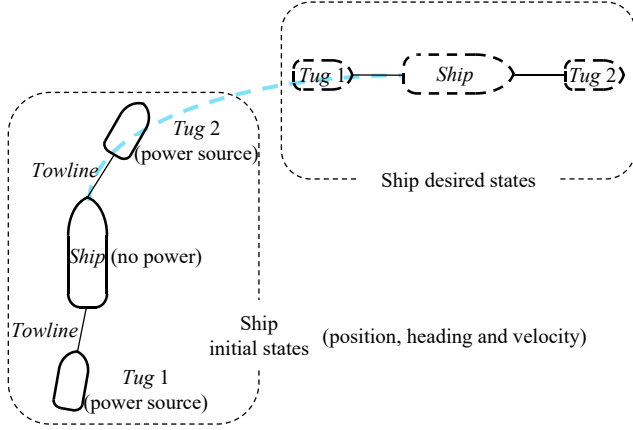 Tug 1
Ship
Tug 2
Ship desired states
Tug 2
(power source)
Towline
Ship (no power)
Towline
Ship
initial states
(position, heading and velocity)
Tug 1
(power source)